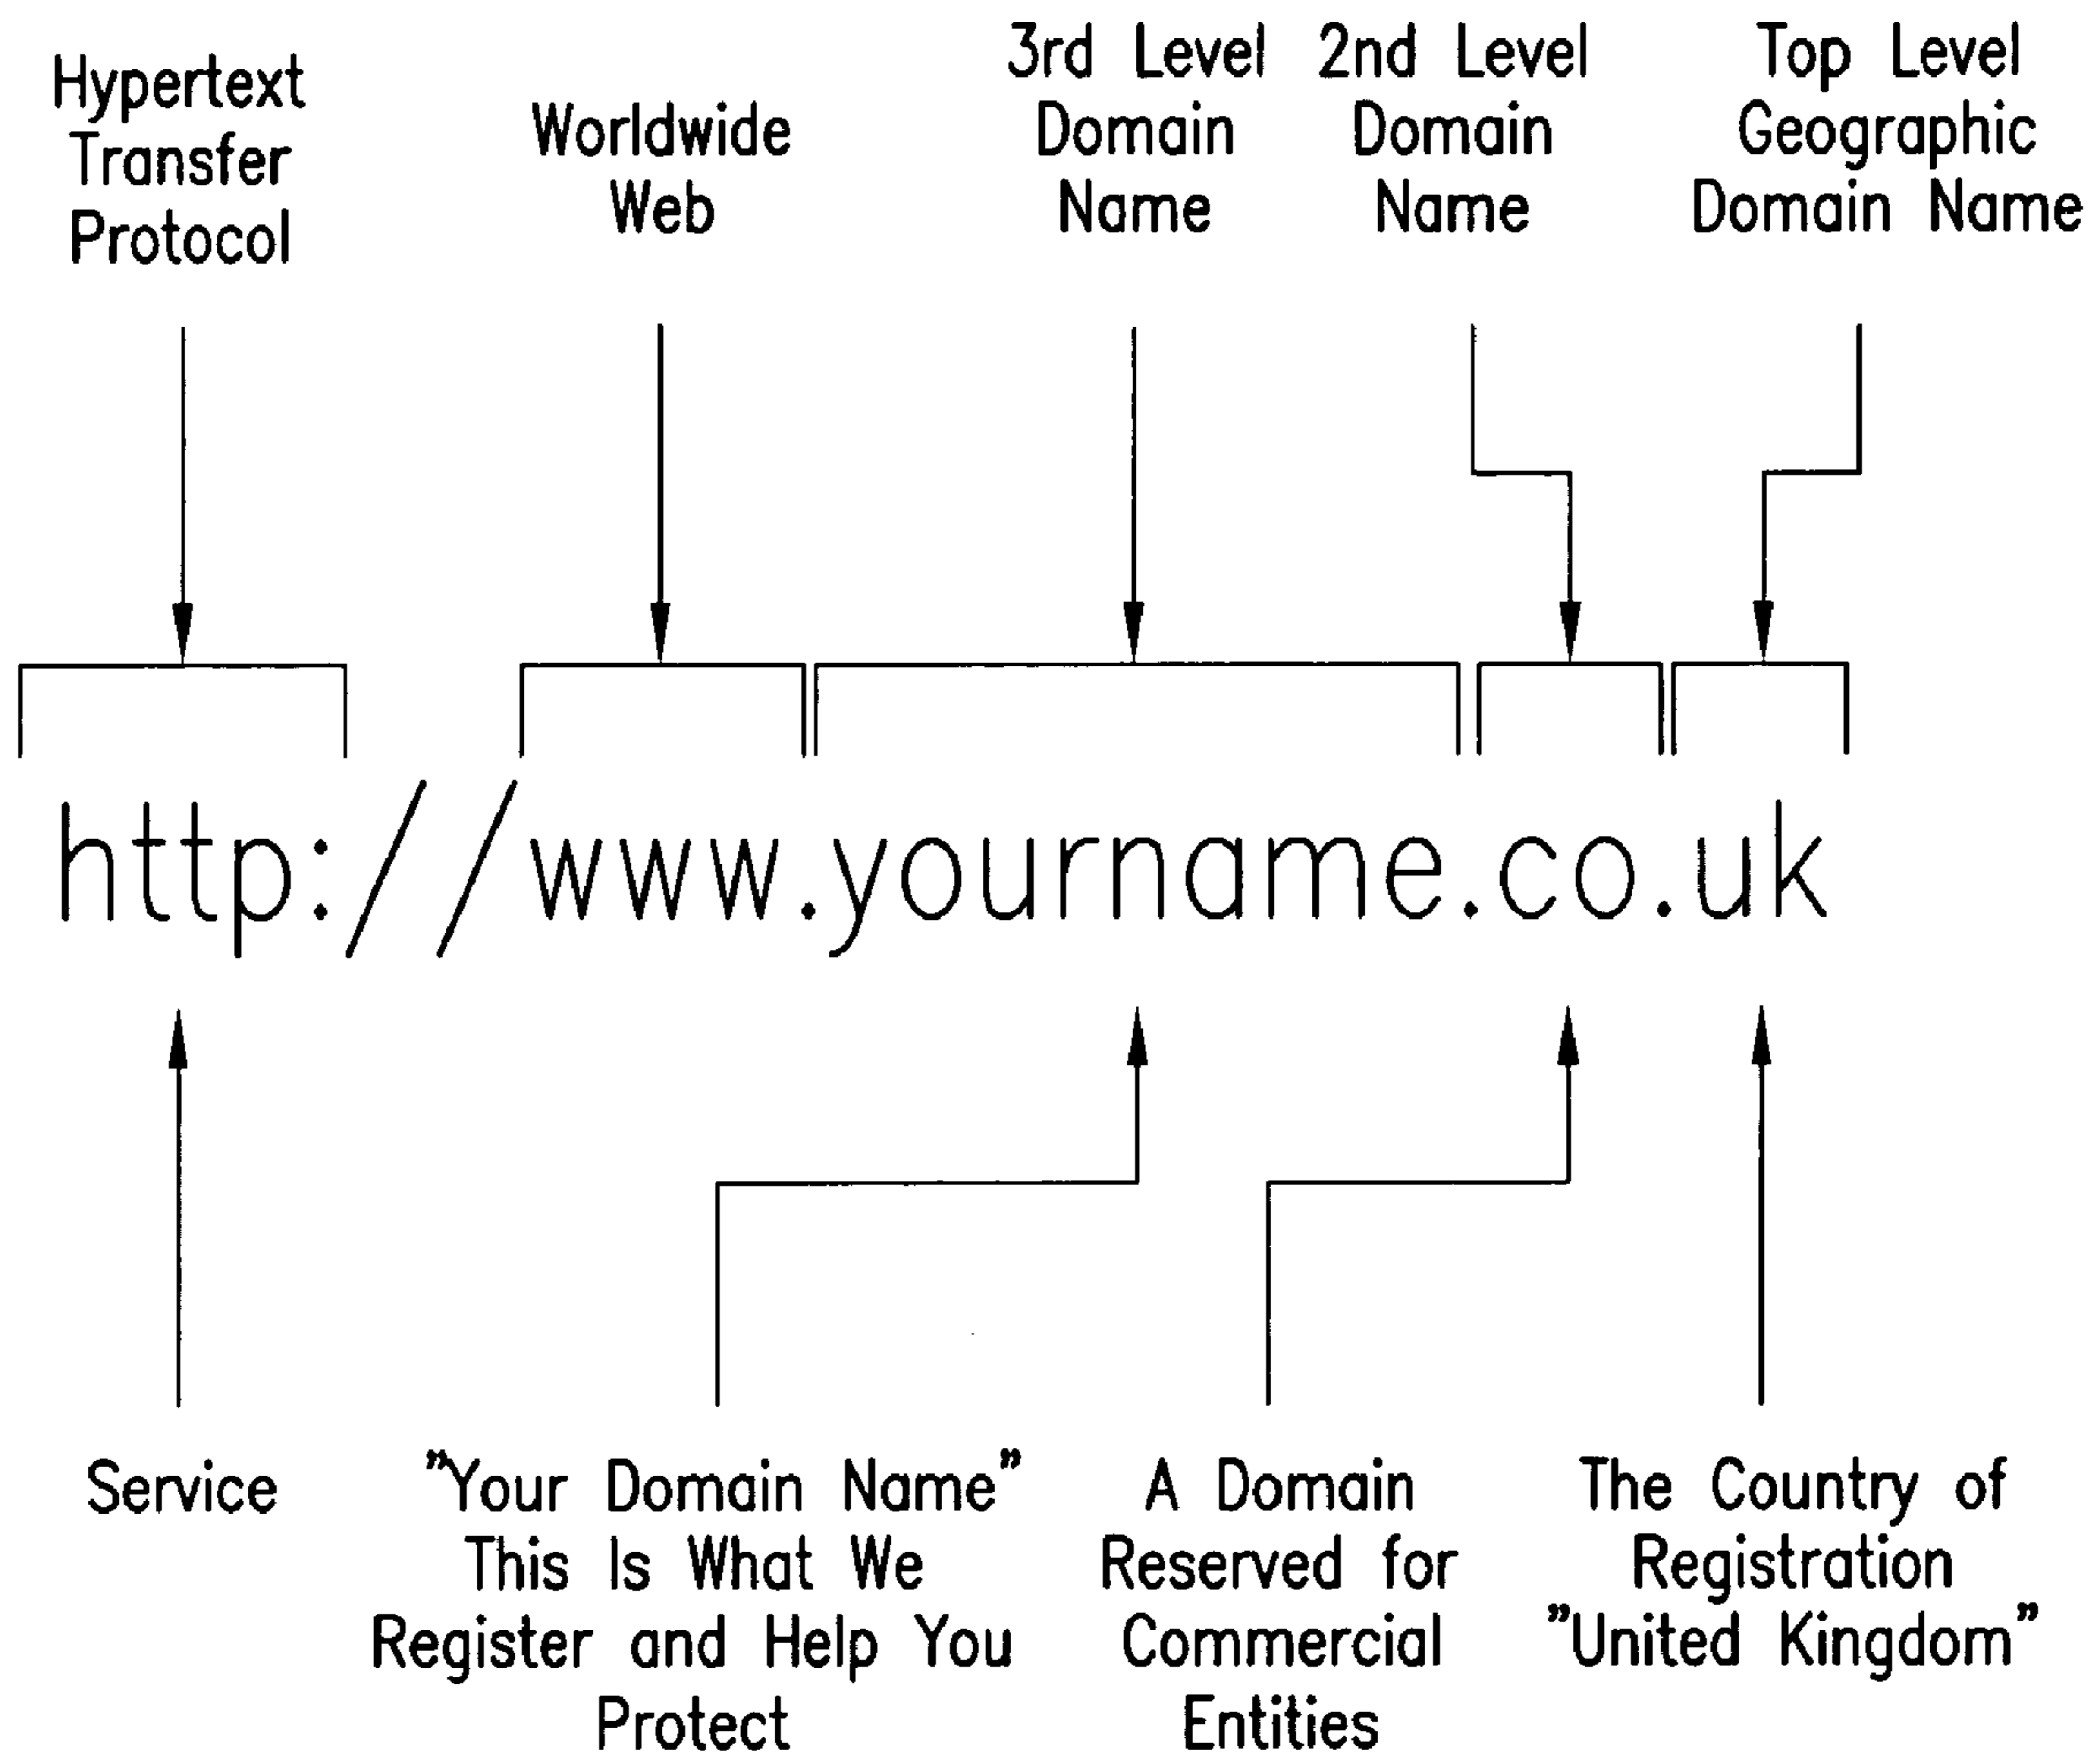 Hypertext
Transfer
Protocol
Worldwide
Web
3rd Level
Domain
Name
2nd Level
Domain
Name
Top Level
Geographic
Domain Name
http://www.yourname.co.uk
Service
"Your Domain Name"
This Is What We
Register and Help You
Protect
A Domain
Reserved for
Commercial
Entities
The Country of
Registration
"United Kingdom"